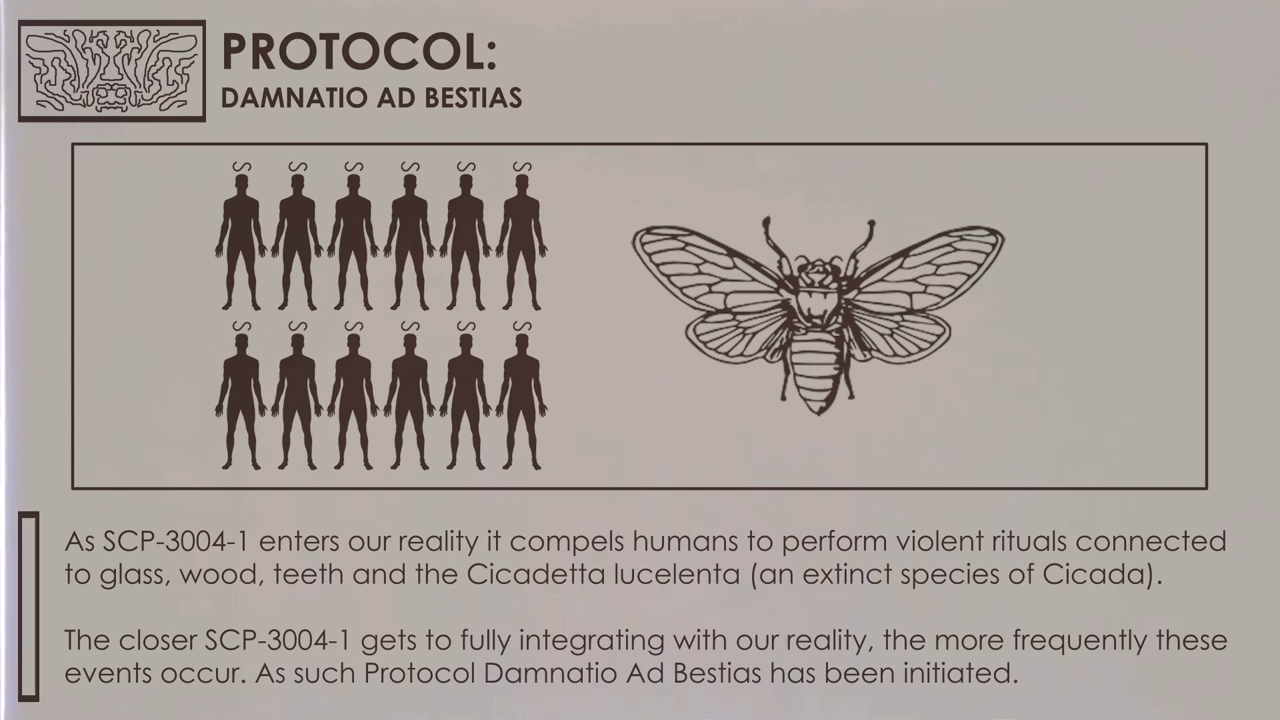 PROTOCOL:
DAMNATIO AD BESTIAS
S S S S S S
S S S S S S
As SCP-3004-1 enters our reality it compels humans to perform violent rituals connected
to glass, wood, teeth and the Cicadetta lucelenta (an extinct species of Cicada).
The closer SCP-3004-1 gets to fully integrating with our reality, the more frequently these
events occur. As such Protocol Damnatio Ad Bestias has been initiated.